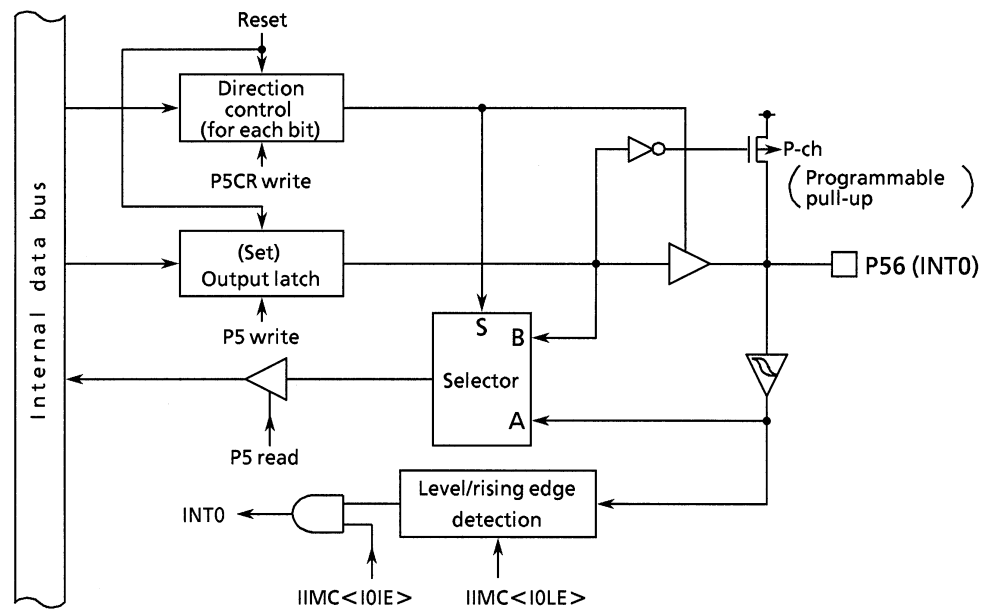 Reset
Direction
control
(for each bit)
P5CR write
P-ch
(Programmable
pull-up)
Internal data bus
(Set)
Output latch
P56 (INT0)
P5 write
S
B
Selector
A
P5 read
Level/rising edge
detection
INT0
IIMC<I0IE>
IIMC<I0LE>